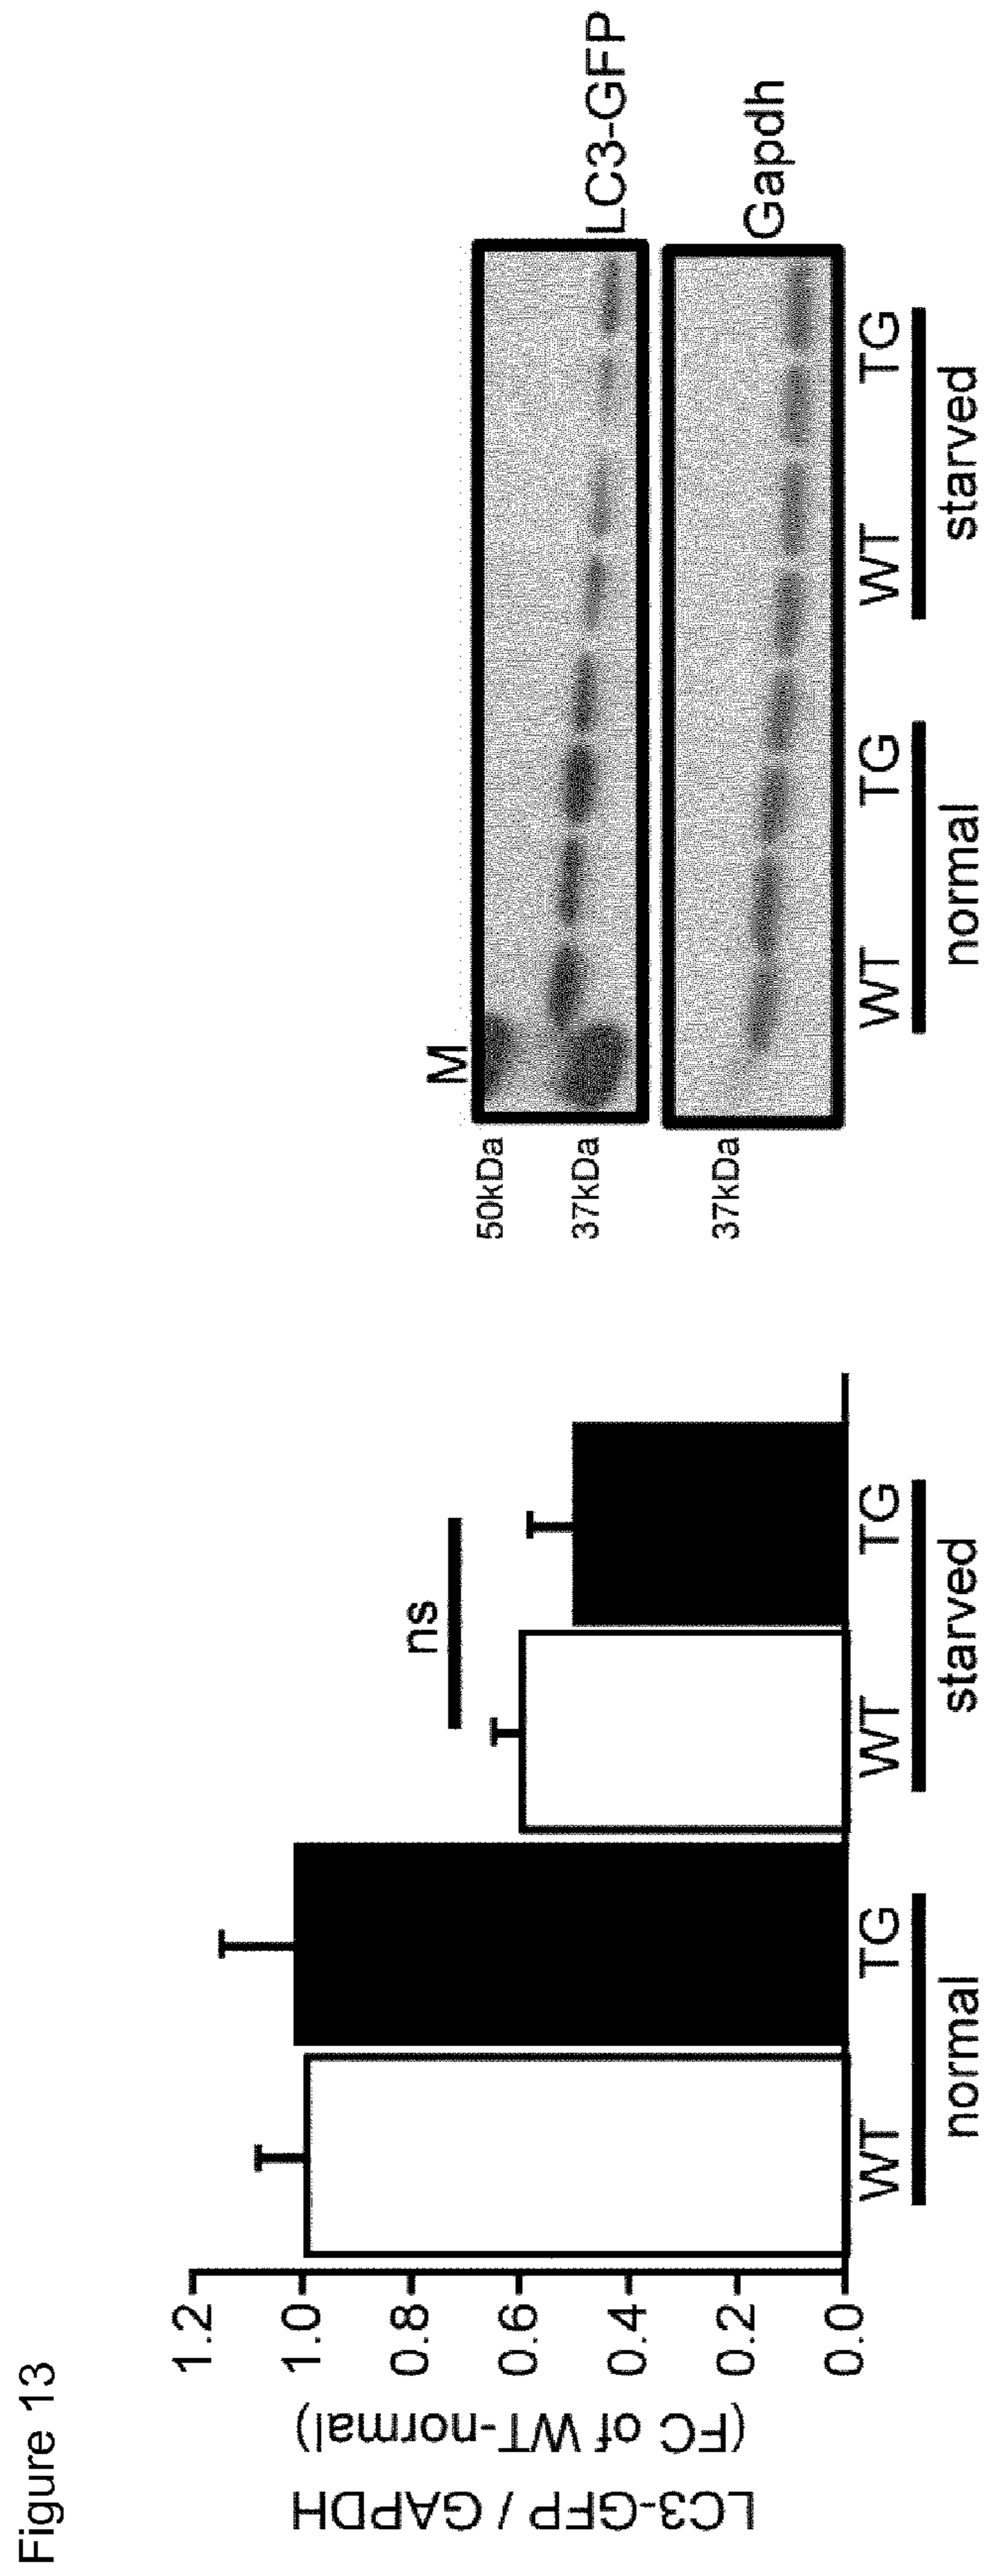 Figure 13
LC3-GFP / GAPDH
(FC of WT-normal)
1.2
1.0
0.8
0.6
0.4
0.2
0.0
ns
WT TG WT TG
normal starved
M
50kDa
37kDa
LC3-GFP
37kDa
Gapdh
WT TG WT TG
normal starved